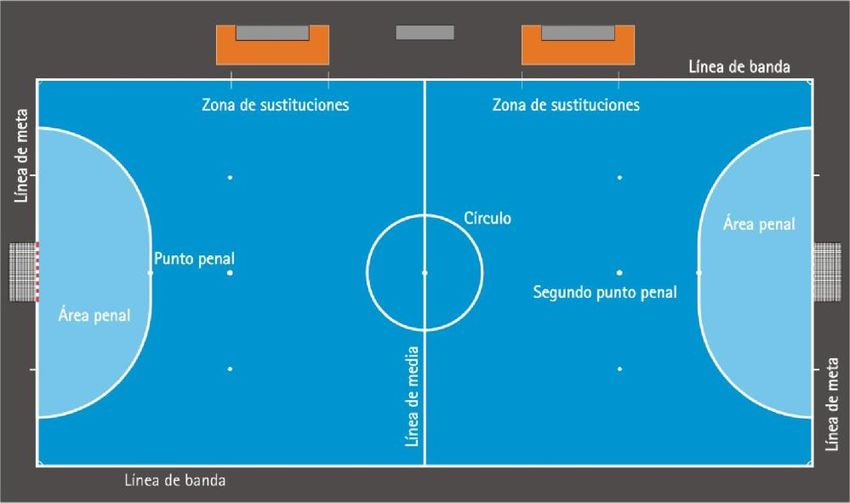 Línea de banda
Zona de sustituciones
Zona de sustituciones
Línea de meta
Círculo
Área penal
Punto penal
Segundo punto penal
Área penal
Línea de media
Línea de meta
Línea de banda